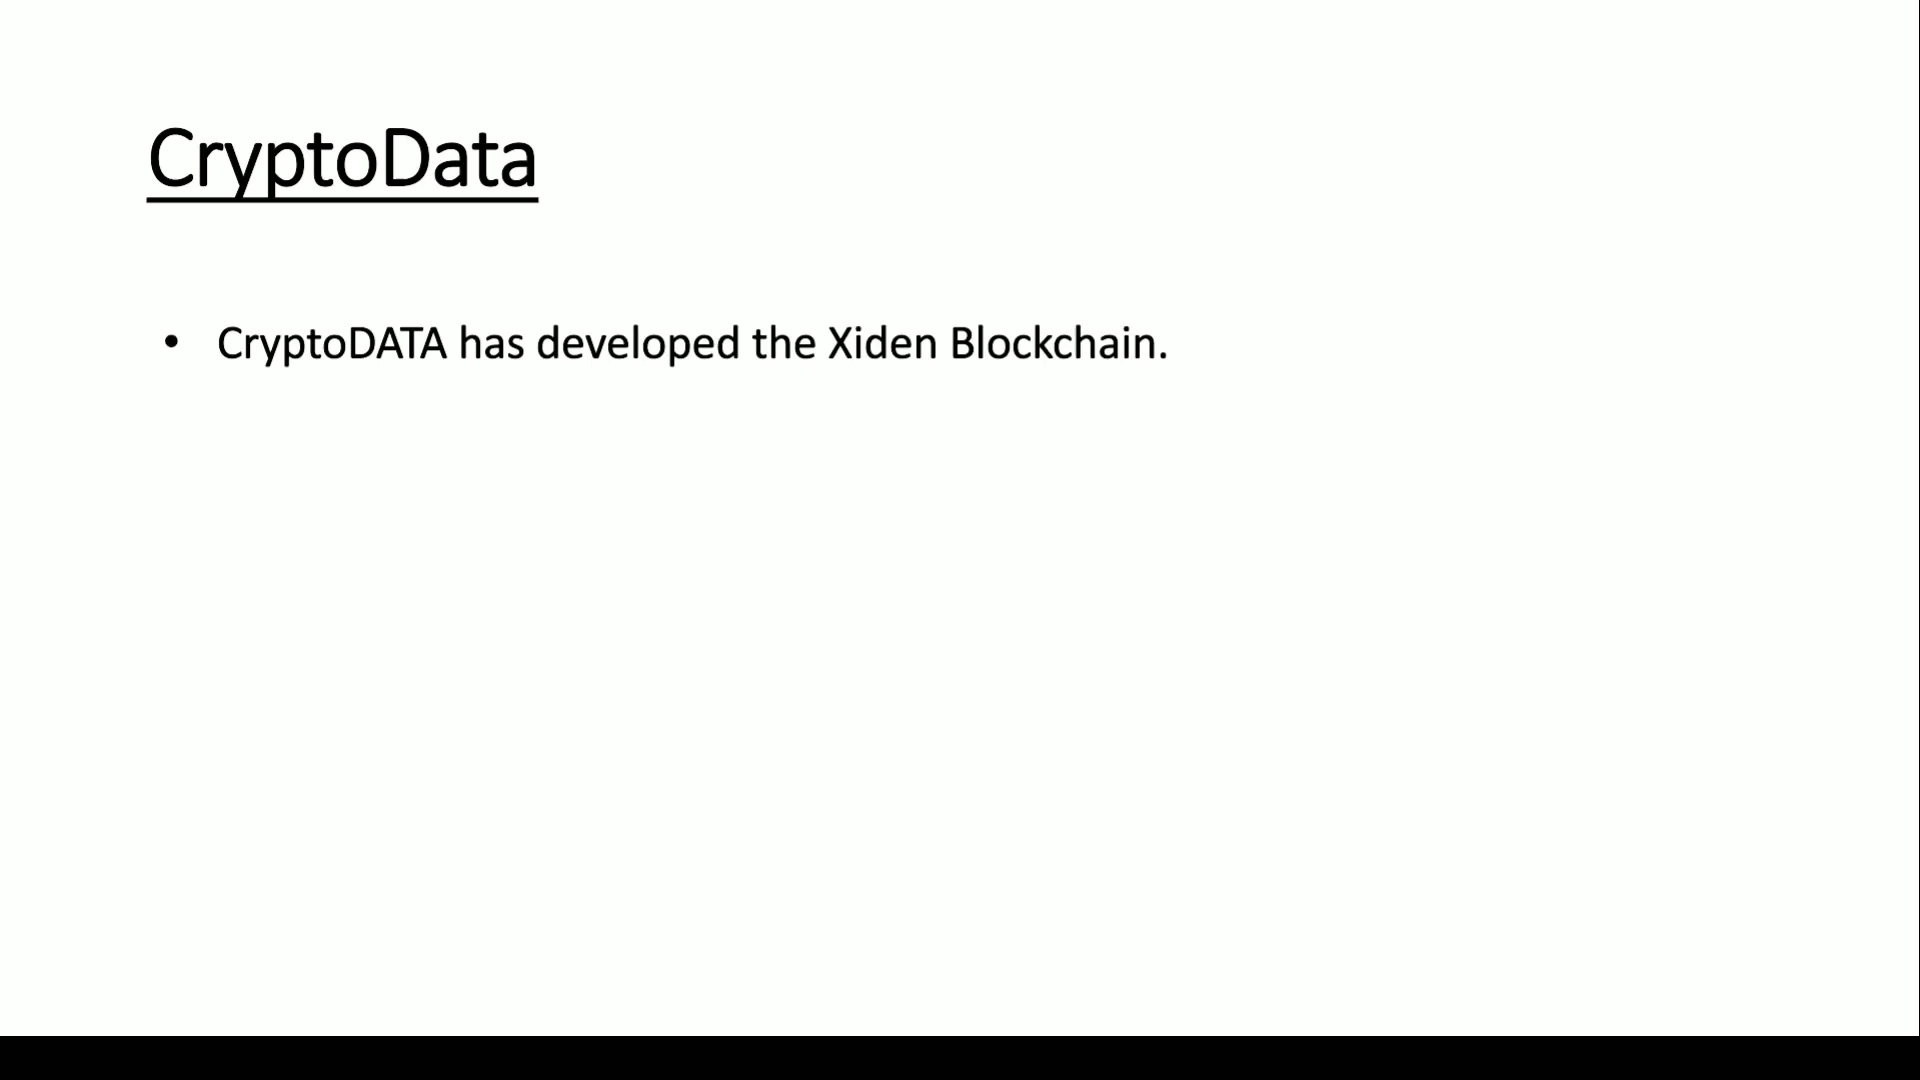 CryptoData
• CryptoDATA has developed the Xiden Blockchain.